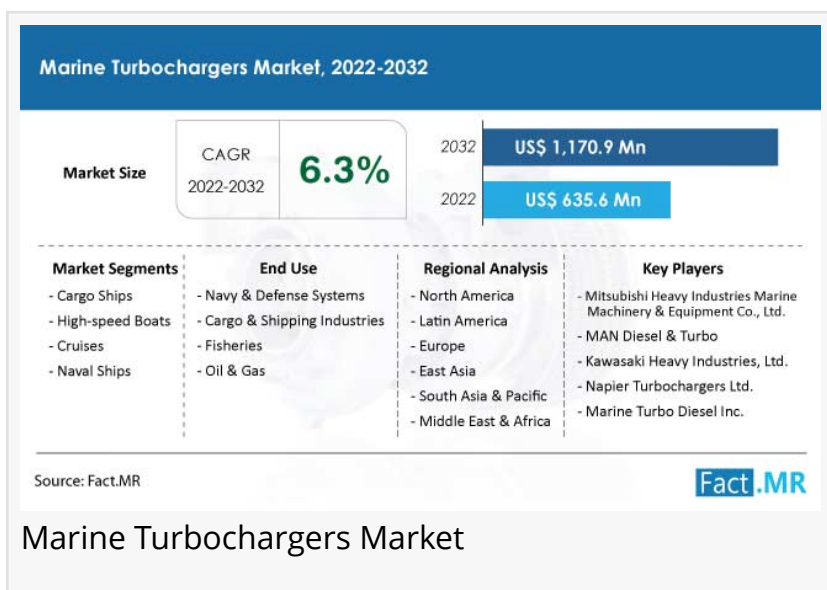 Marine Turbochargers Market, 2022-2032
Market Size
CAGR
2022-2032
6.3%
2032
US$ 1,170.9 Mn
2022
US$ 635.6 Mn
Market Segments
- Cargo Ships
- High-speed Boats
- Cruises
- Naval Ships
End Use
- Navy & Defense Systems
- Cargo & Shipping Industries
- Fisheries
- Oil & Gas
Regional Analysis
- North America
- Latin America
- Europe
- East Asia
- South Asia & Pacific
- Middle East & Africa
Key Players
- Mitsubishi Heavy Industries Marine
Machinery & Equipment Co., Ltd.
- MAN Diesel & Turbo
- Kawasaki Heavy Industries, Ltd.
- Napier Turbochargers Ltd.
- Marine Turbo Diesel Inc.
Source: Fact.MR
Fact.MR
Marine Turbochargers Market